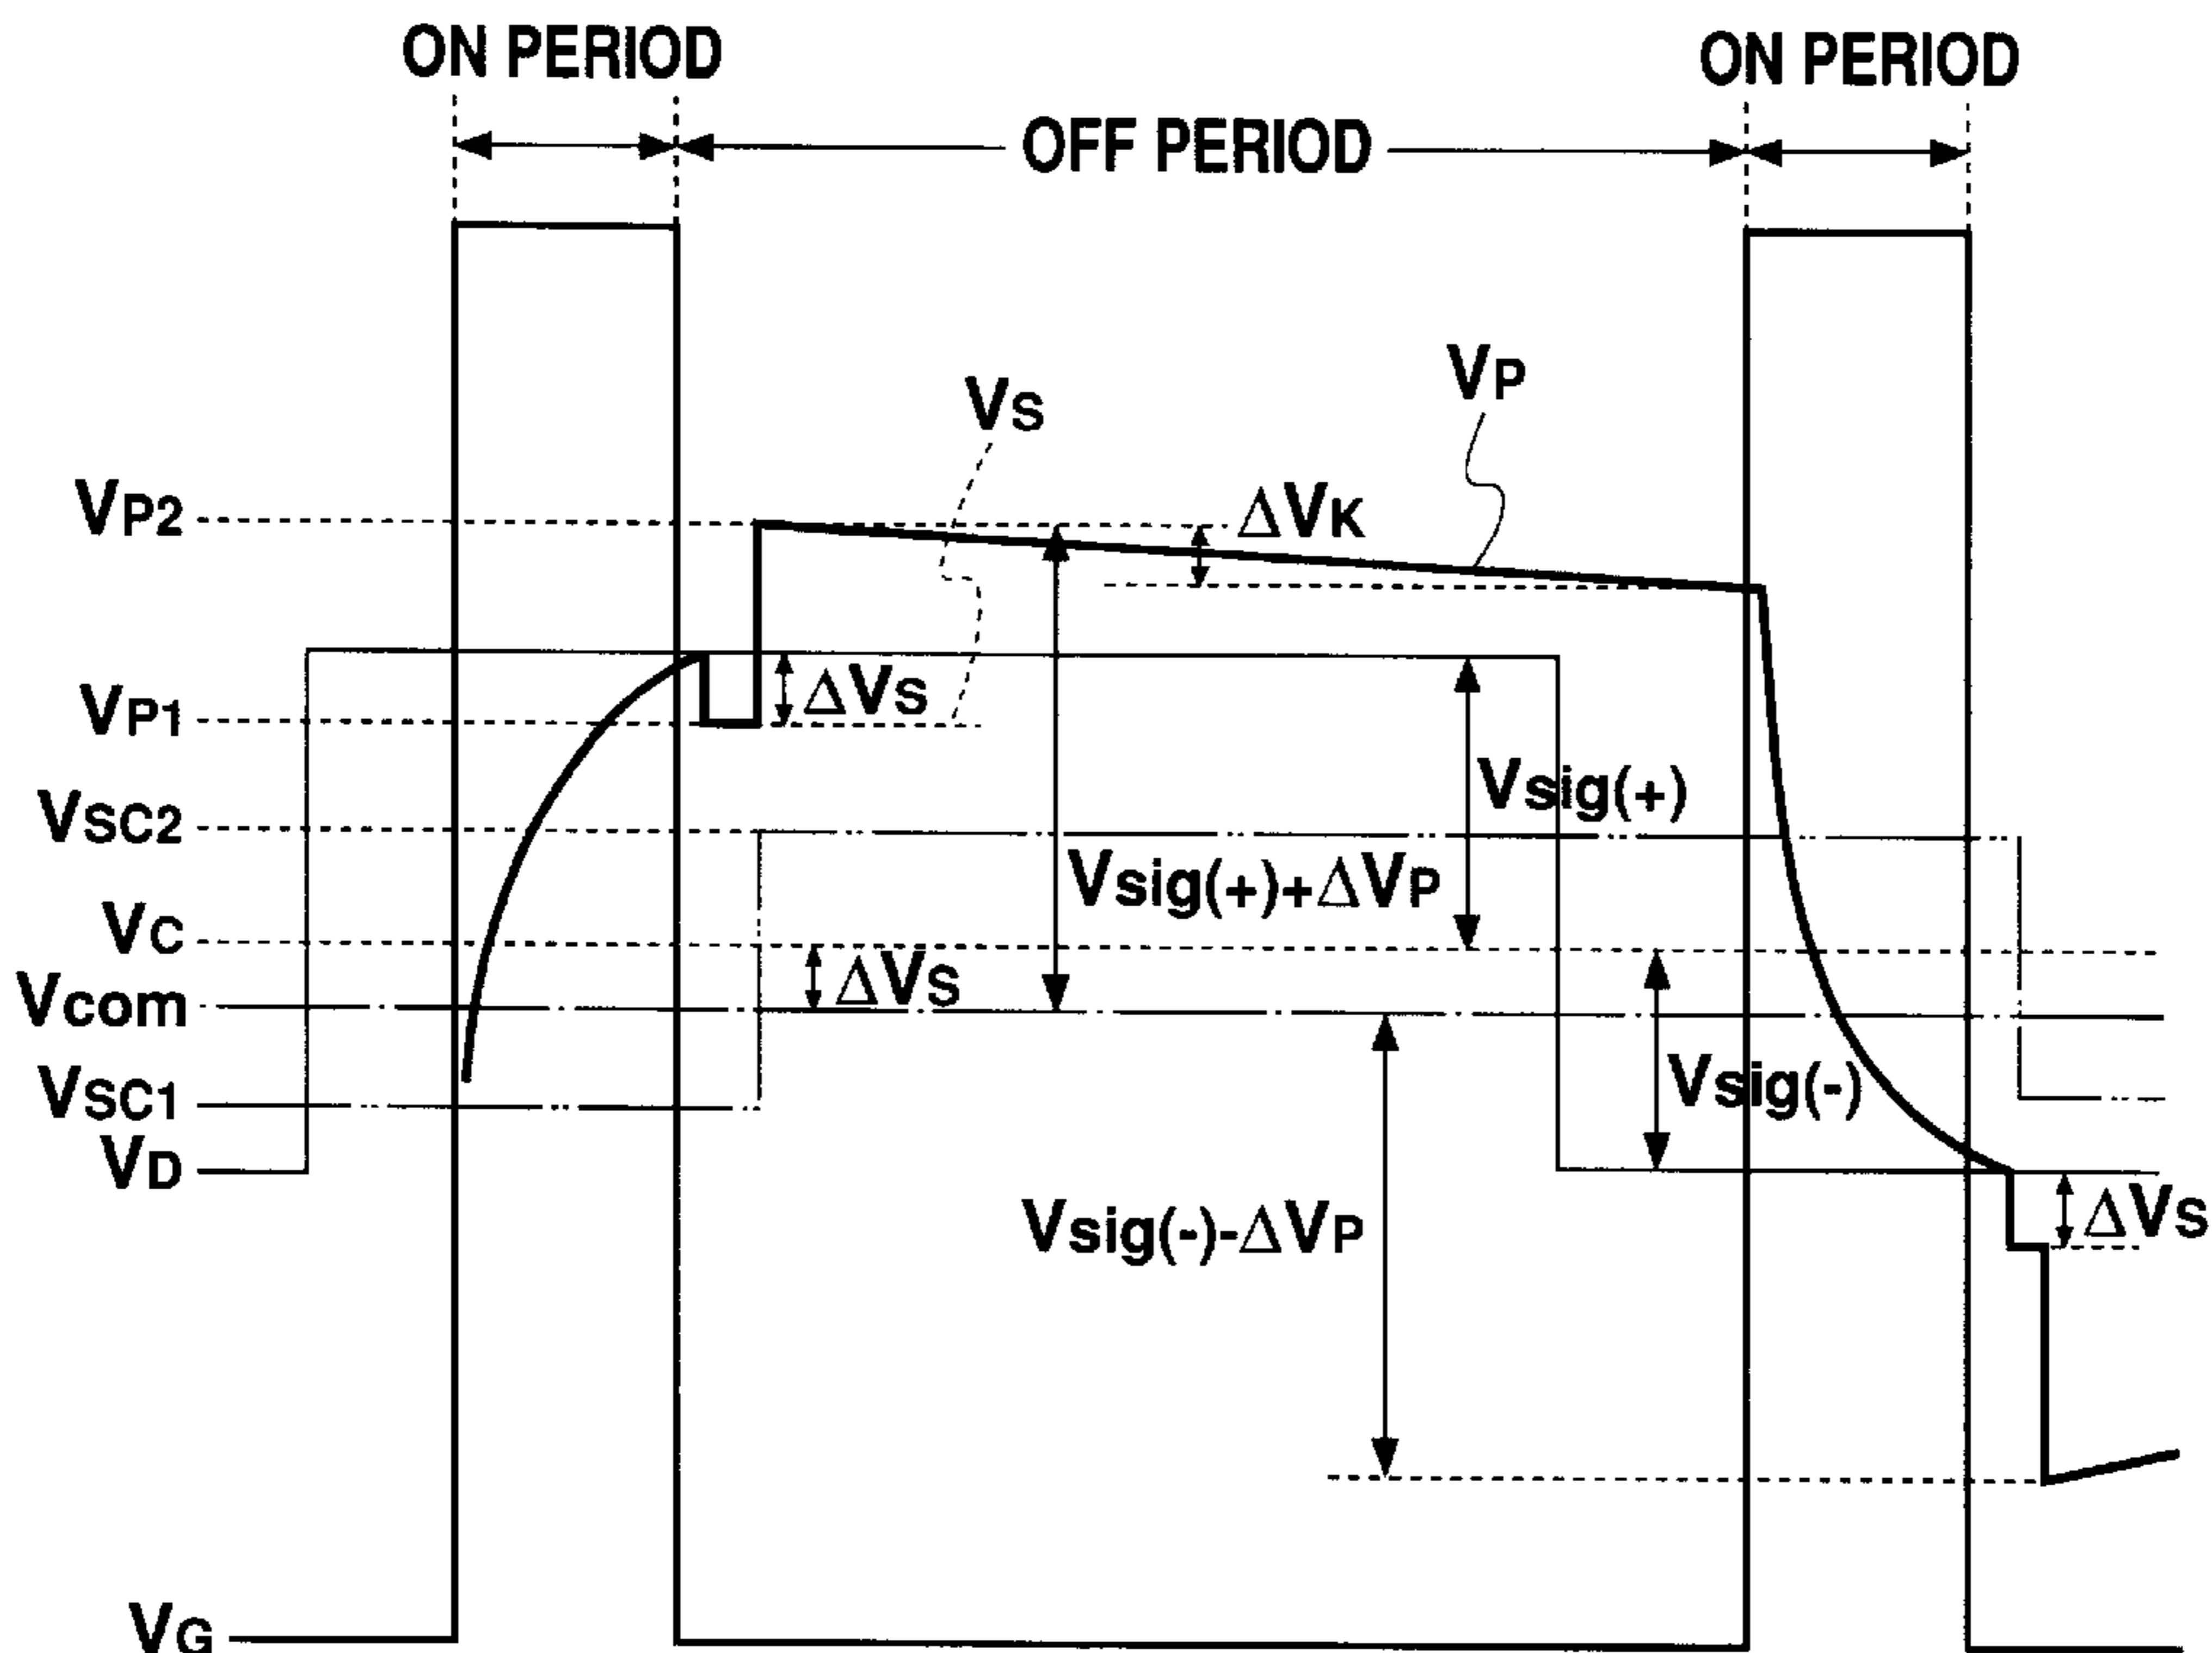 ON PERIOD
ON PERIOD
OFF PERIOD
VP
VS
VP2
ΔVK
VP1
ΔVS
VSC2
Vsig(+)
Vsig(+)+ΔVP
VC
ΔVS
Vcom
VSC1
Vsig(-)
VD
ΔVS
Vsig(-)-ΔVP
VG